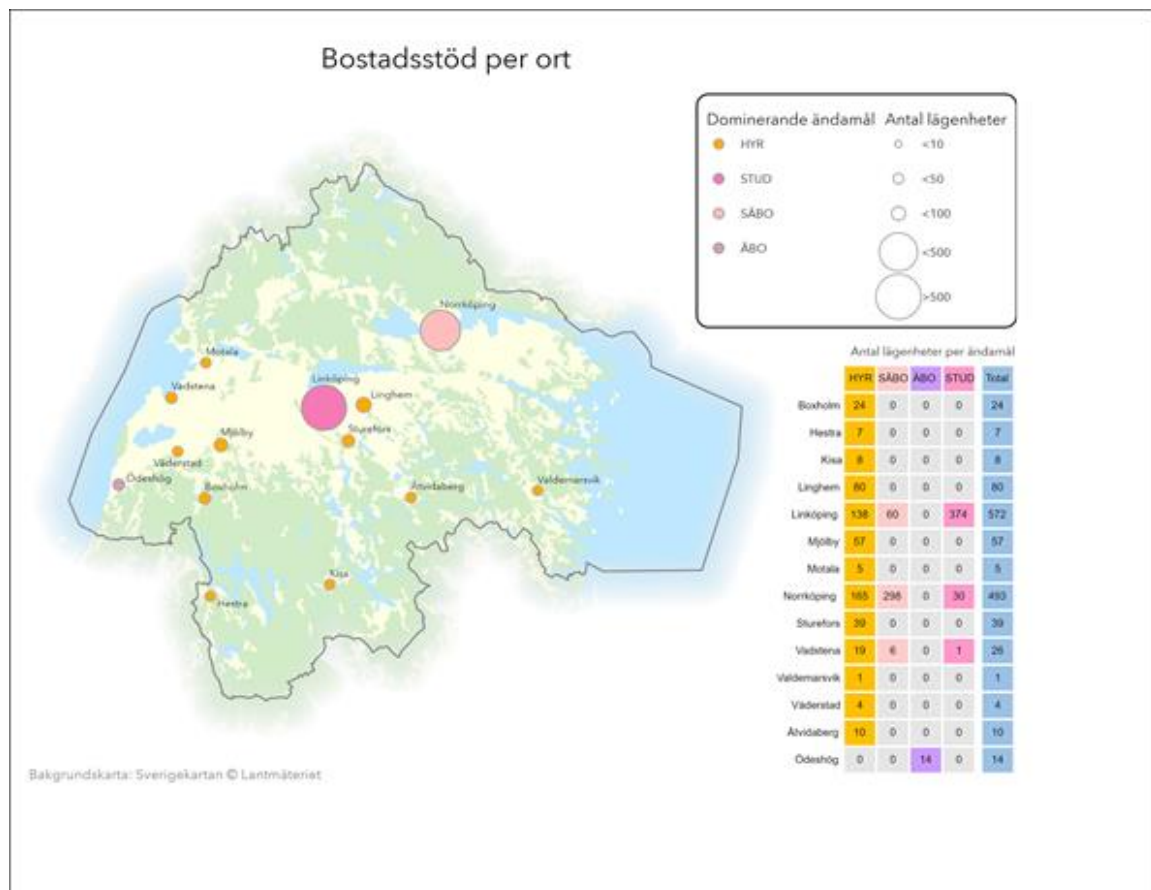 Bostadsstöd per ort
Dominerande ändamål Antal lägenheter
HYR <10
STUD <50
SÄBO <100
ÄBO <500
>500
Norrköping
Motala
Linköping
Vadstena
Linghem
Mjölby
Sturefors
Väderstad
Ödeshög
Boxholm
Åtvidaberg
Valdemarsvik
Kisa
Hestra
Antal lägenheter per ändamål
HYR SÄBO ÄBO STUD Total
Boxholm 24 0 0 0 24
Hestra 7 0 0 0 7
Kisa 8 0 0 0 8
Linghem 80 0 0 0 80
Linköping 138 60 0 374 572
Mjölby 57 0 0 0 57
Motala 5 0 0 0 5
Norrköping 165 298 0 30 493
Sturefors 39 0 0 0 39
Vadstena 19 6 0 1 26
Valdemarsvik 1 0 0 0 1
Väderstad 4 0 0 0 4
Åtvidaberg 10 0 0 0 10
Ödeshög 0 0 14 0 14
Bakgrundskarta: Sverigekartan © Lantmäteriet